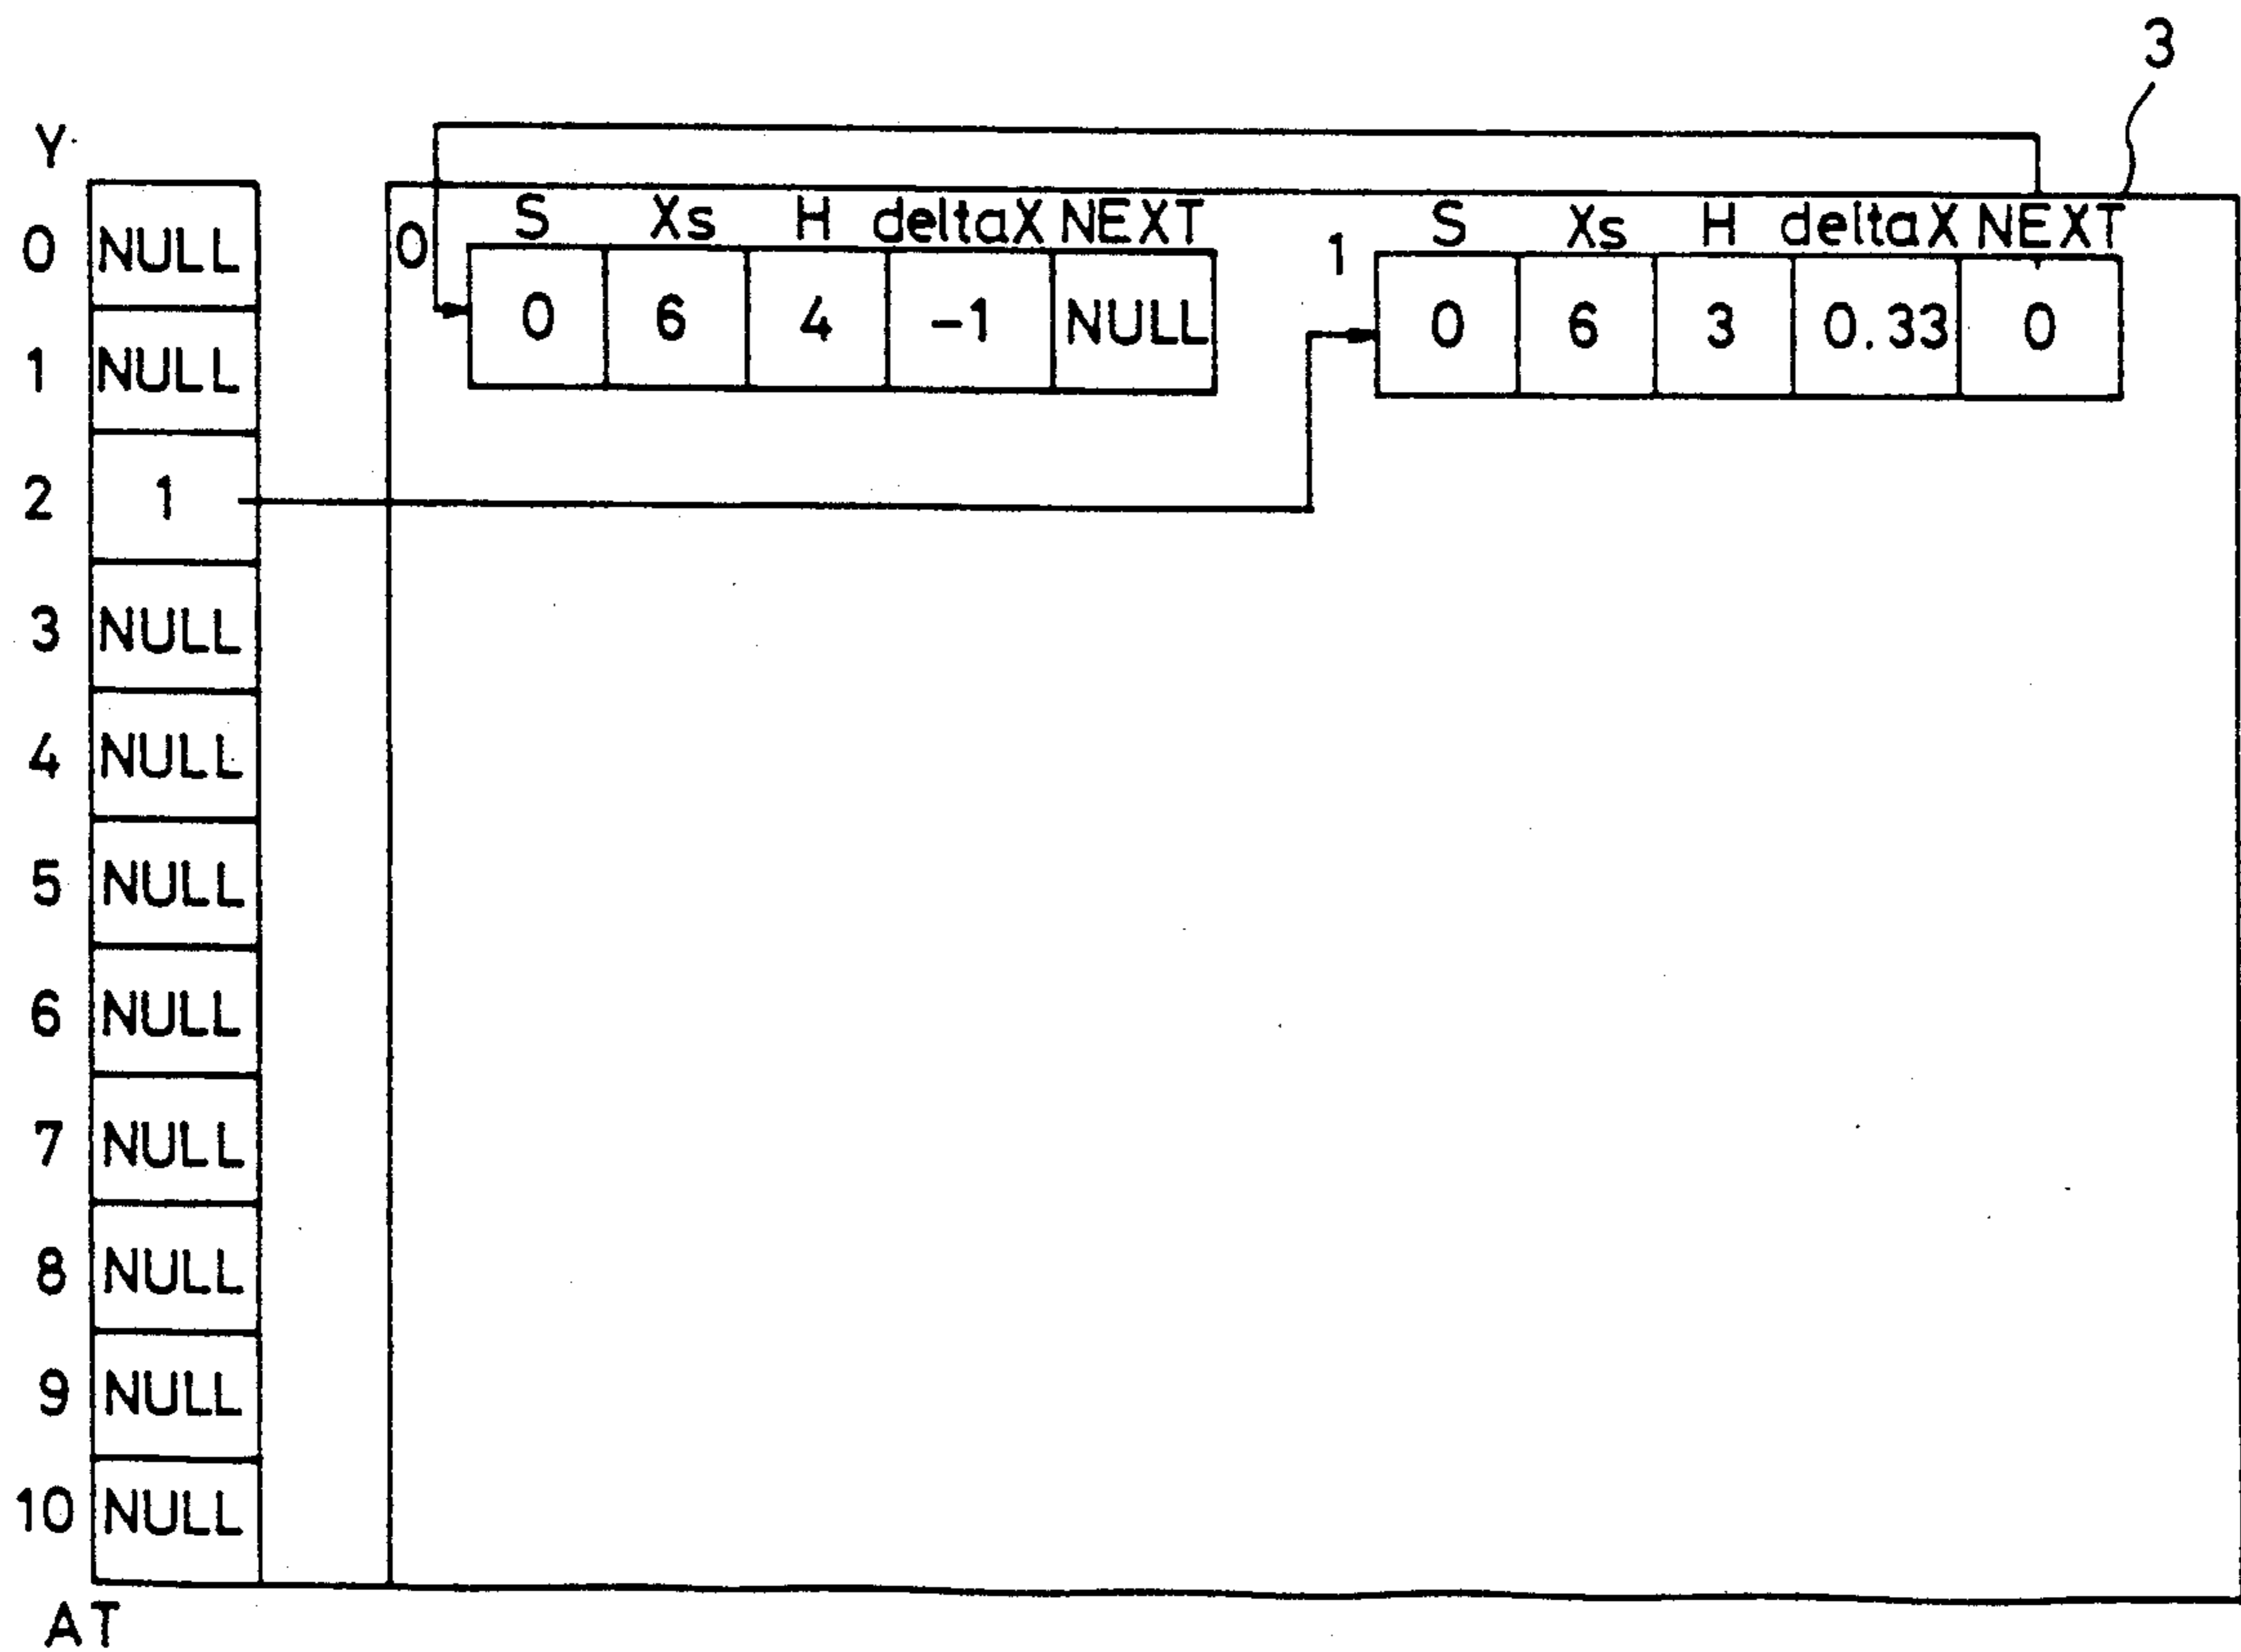 3
Y
0 NULL
0 S Xs H deltaX NEXT
0 6 4 -1 NULL
1 S Xs H deltaX NEXT
0 6 3 0.33 0
1 NULL
2 1
3 NULL
4 NULL
5 NULL
6 NULL
7 NULL
8 NULL
9 NULL
10 NULL
AT